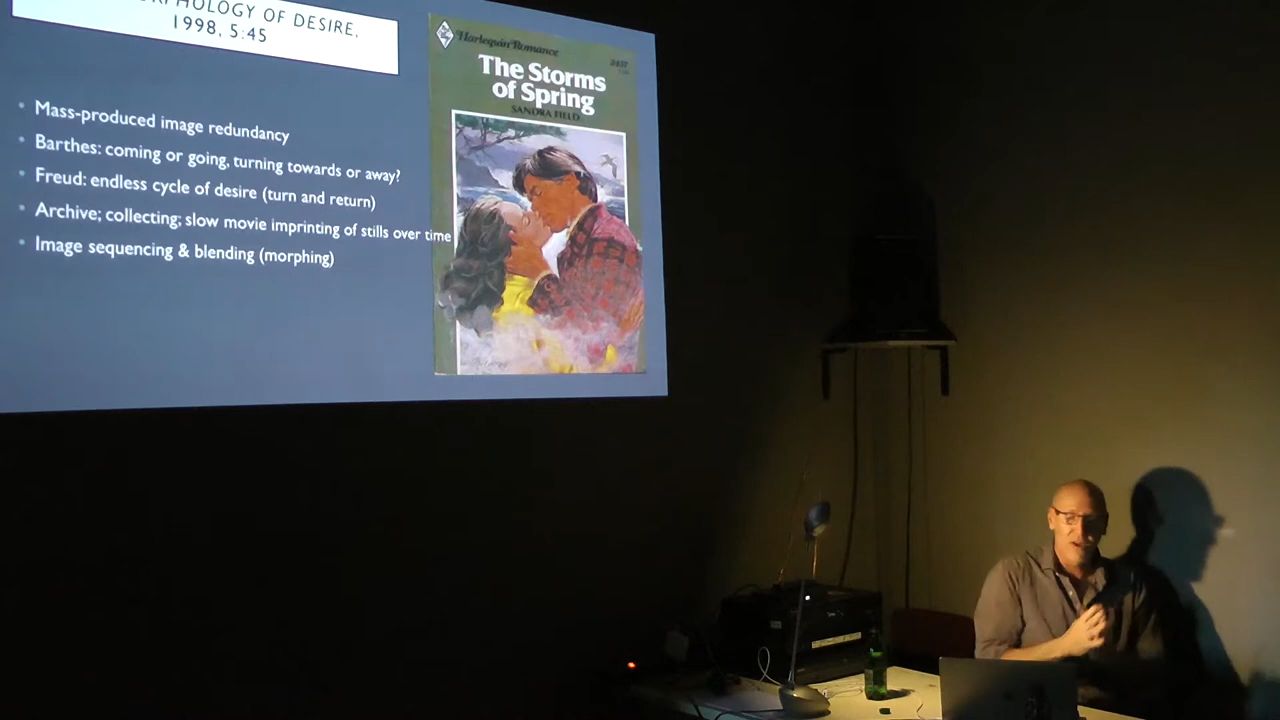 OF DESIRE,
1998, 5:45
• Mass-produced image redundancy
• Barthes: coming or going, turning towards or away?
• Freud: endless cycle of desire (turn and return)
• Archive; collecting; slow movie imprinting of stills over time
• Image sequencing & blending (morphing)
Harlequin Romance
The Storms
of Spring
SANDRA FIELD